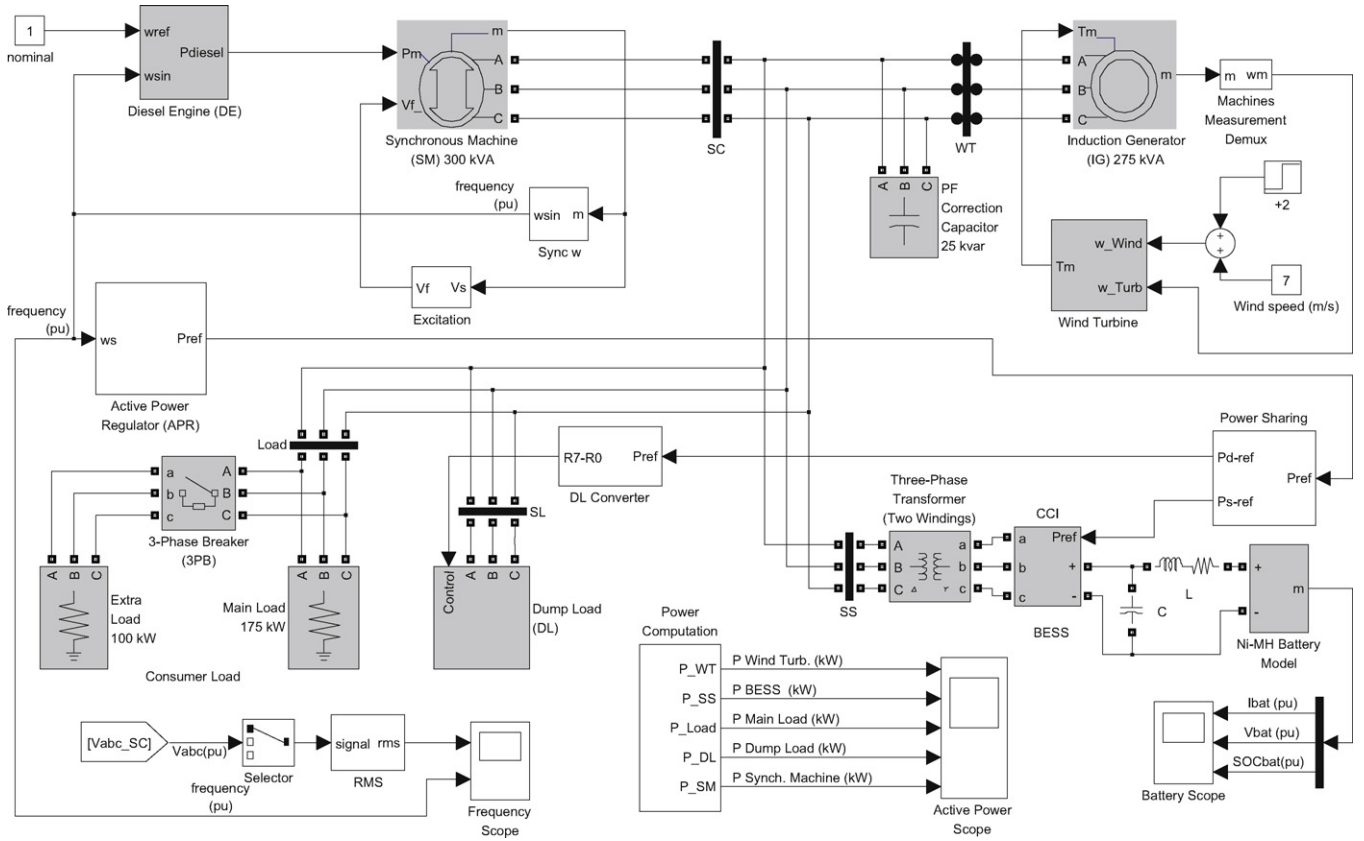 1
nominal
wref
Pdiesel
wsin
Diesel Engine (DE)
Pm
Vf_
m
A
B
C
Synchronous Machine
(SM) 300 kVA
SC
WT
Tm
A
B
C
m
Induction Generator
(IG) 275 kVA
m wm
Machines
Measurement
Demux
A B C
PF
Correction
Capacitor
25 kvar
+2
+
+
w_Wind
Tm
w_Turb
Wind Turbine
7
Wind speed (m/s)
frequency
(pu)
wsin m
Sync w
Vf Vs
Excitation
frequency
(pu)
ws Pref
Active Power
Regulator (APR)
Load
a A
b B
c C
3-Phase Breaker
(3PB)
A B C
Extra
Load
100 kW
A B C
Main Load
175 kW
Consumer Load
R7-R0 Pref
DL Converter
SL
Control
A B C
Dump Load
(DL)
Power Sharing
Pd-ref
Pref
Ps-ref
Three-Phase
Transformer
(Two Windings)
A a
B b
C c
SS
CCI
Pref
a
b +
c -
BESS
C
L
+
m
-
Ni-MH Battery
Model
Power
Computation
P_WT P Wind Turb. (kW)
P_SS P BESS (kW)
P_Load P Main Load (kW)
P_DL P Dump Load (kW)
P_SM P Synch. Machine (kW)
Active Power
Scope
Ibat (pu)
Vbat (pu)
SOCbat(pu)
Battery Scope
[Vabc_SC]
Vabc(pu)
Selector
signal rms
RMS
frequency
(pu)
Frequency
Scope